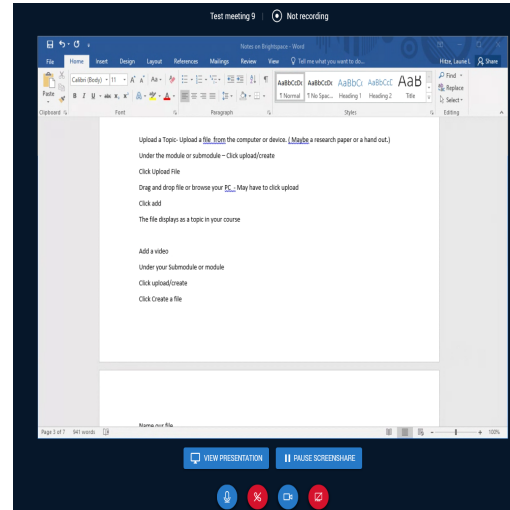 Test meeting 9 Not recording
Notes on Brightspace - Word
File Home Insert Design Layout References Mailings Review View Tell me what you want to do... Hitze, Laurie L Share
Calibri (Body) 11 A A Aa Find
Paste Replace
B I U abc x₂ x² A A Select
AaBbCcDc AaBbCcDc AaBbCc AaBbCcC AaB
¶ Normal ¶ No Spac... Heading 1 Heading 2 Title
Clipboard Font Paragraph Styles Editing
Upload a Topic- Upload a file from the computer or device. ( Maybe a research paper or a hand out.)
Under the module or submodule – Click upload/create
Click Upload File
Drag and drop file or browse your PC - May have to click upload
Click add
The file displays as a topic in your course
Add a video
Under your Submodule or module
Click upload/create
Click Create a file
Name our file
Page 3 of 7 941 words 100%
VIEW PRESENTATION PAUSE SCREENSHARE